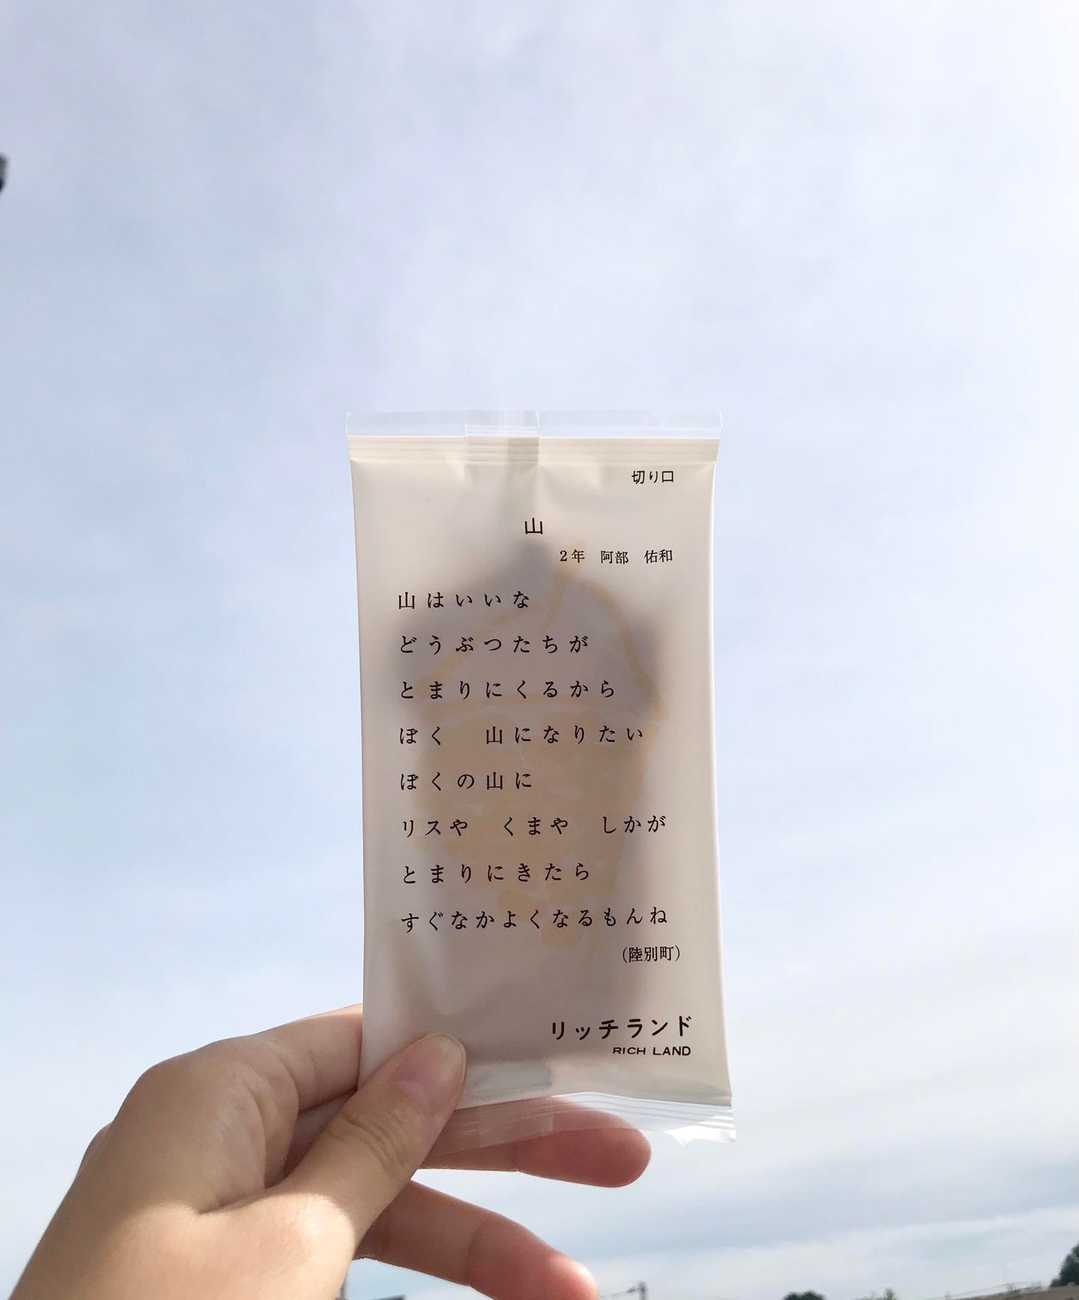 切り口
山
2年 阿部 佑和
山はいいな
どうぶつたちが
とまりにくるから
ぼく 山になりたい
ぼくの山に
リスや くまや しかが
とまりにきたら
すぐなかよくなるもんね
(陸別町)
リッチランド
RICH LAND